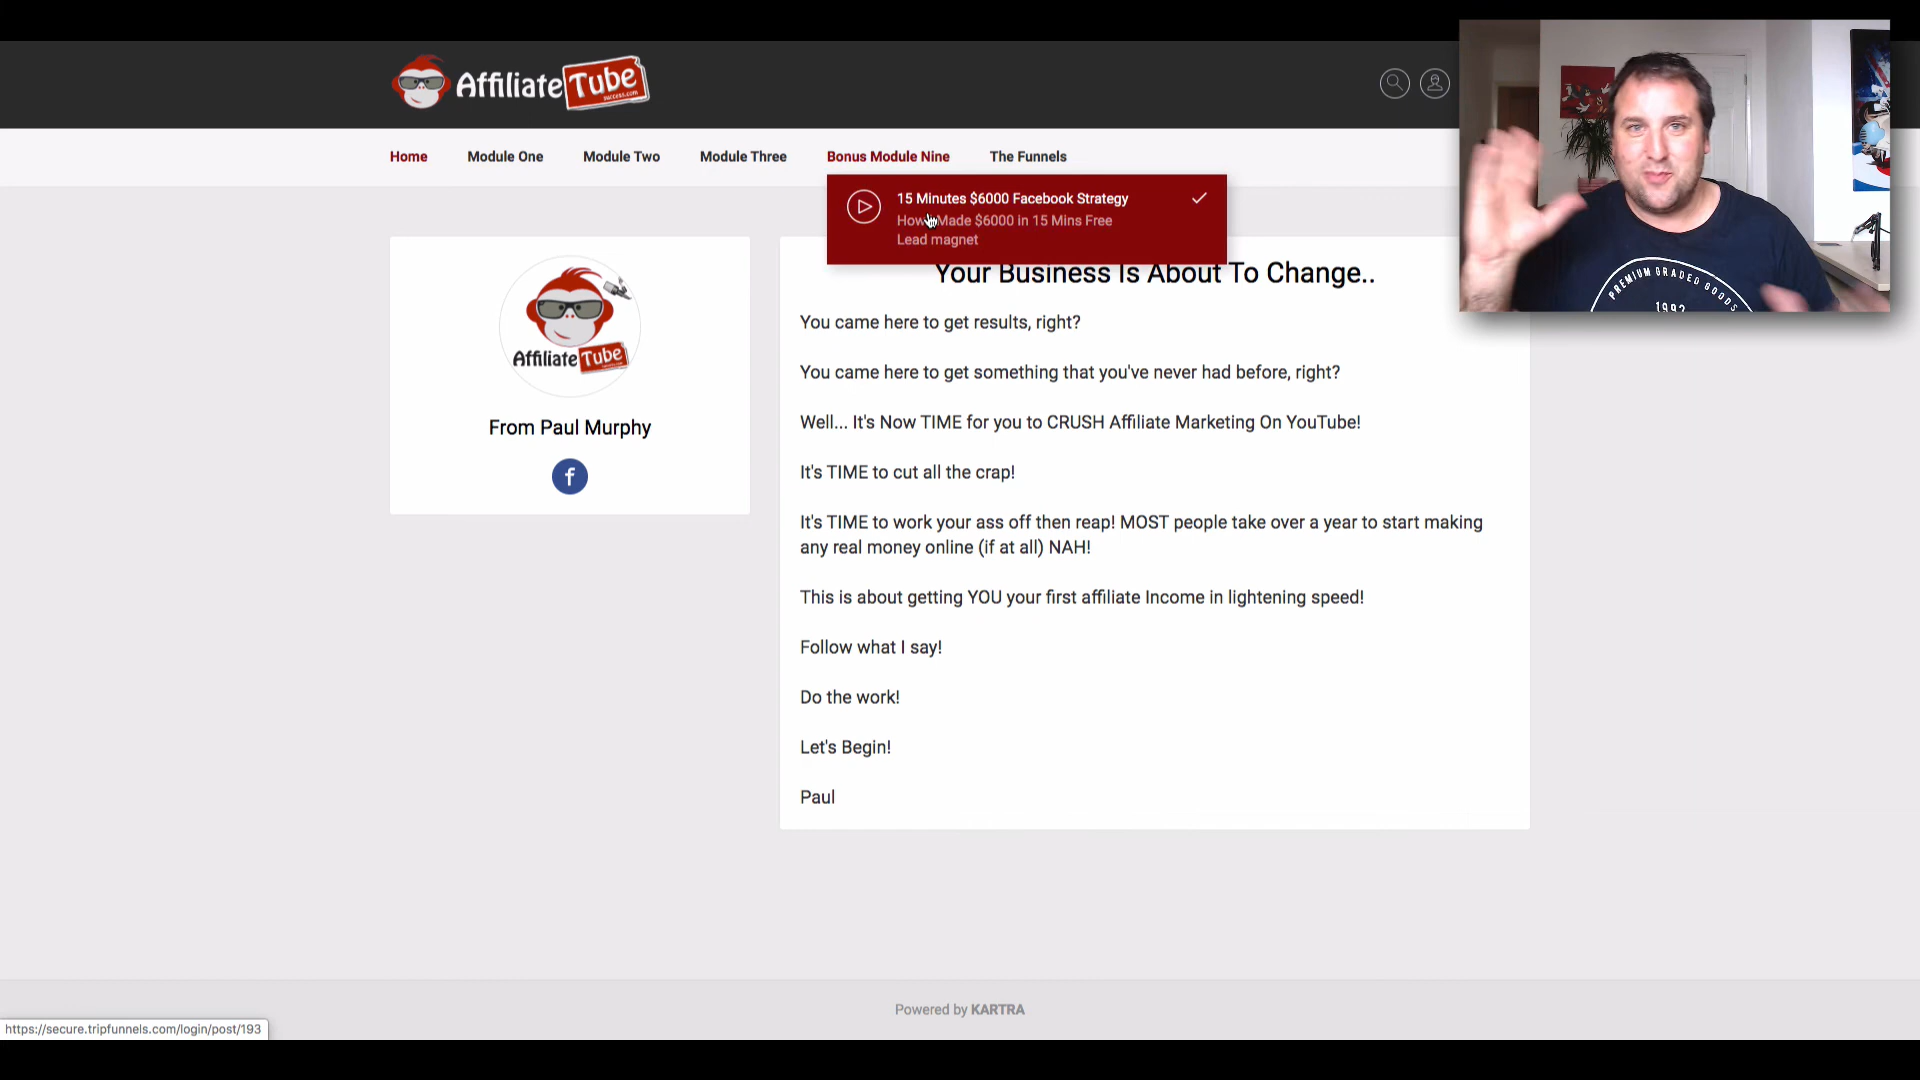 Affiliate Tube
success.com
Home Module One Module Two Module Three Bonus Module Nine The Funnels
15 Minutes $6000 Facebook Strategy
How Made $6000 in 15 Mins Free
Lead magnet
PREMIUM GRADED GOODS
1992
Affiliate Tube
From Paul Murphy
f
Your Business Is About To Change..
You came here to get results, right?
You came here to get something that you've never had before, right?
Well... It's Now TIME for you to CRUSH Affiliate Marketing On YouTube!
It's TIME to cut all the crap!
It's TIME to work your ass off then reap! MOST people take over a year to start making
any real money online (if at all) NAH!
This is about getting YOU your first affiliate Income in lightening speed!
Follow what I say!
Do the work!
Let's Begin!
Paul
Powered by KARTRA
https://secure.tripfunnels.com/login/post/193